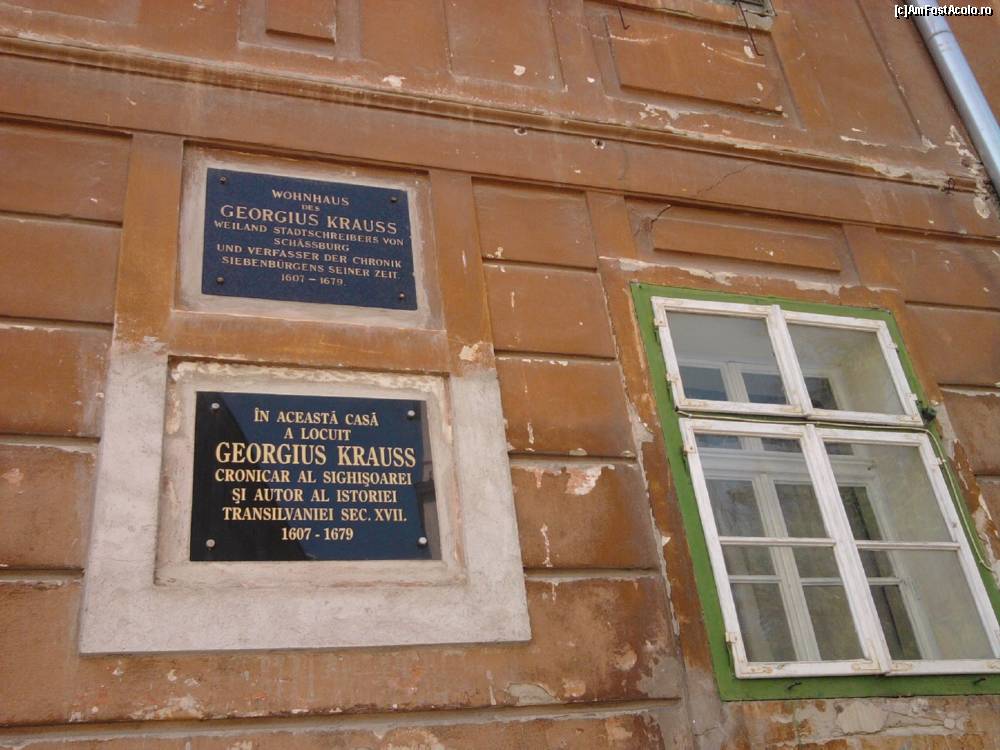 [c]AmFostAcolo.ro
WOHNHAUS
DES
GEORGIUS KRAUSS
WEILAND STADTSCHREIBERS VON
SCHÄSSBURG
UND VERFASSER DER CHRONIK
SIEBENBÜRGENS SEINER ZEIT.
1607 – 1679.
ÎN ACEASTĂ CASĂ
A LOCUIT
GEORGIUS KRAUSS
CRONICAR AL SIGHIŞOAREI
ŞI AUTOR AL ISTORIEI
TRANSILVANIEI SEC. XVII.
1607 - 1679